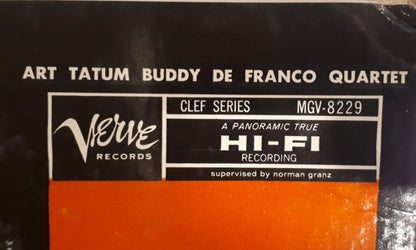 ART TATUM BUDDY DE FRANCO QUARTET
CLEF SERIES MGV-8229
Verve
RECORDS
A PANORAMIC TRUE
HI-FI
RECORDING
supervised by norman granz